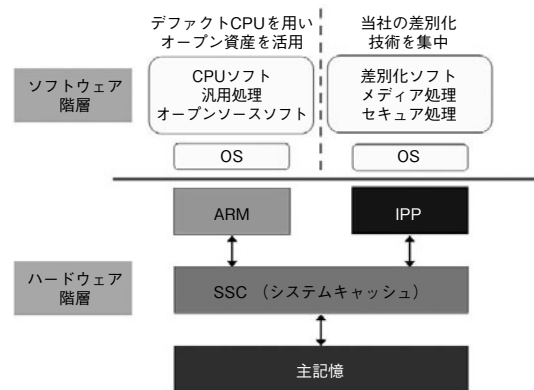 デファクトCPUを用い
オープン資産を活用
当社の差別化
技術を集中
ソフトウェア
階層
CPUソフト
汎用処理
オープンソースソフト
差別化ソフト
メディア処理
セキュア処理
OS
OS
ARM
IPP
ハードウェア
階層
SSC （システムキャッシュ）
主記憶